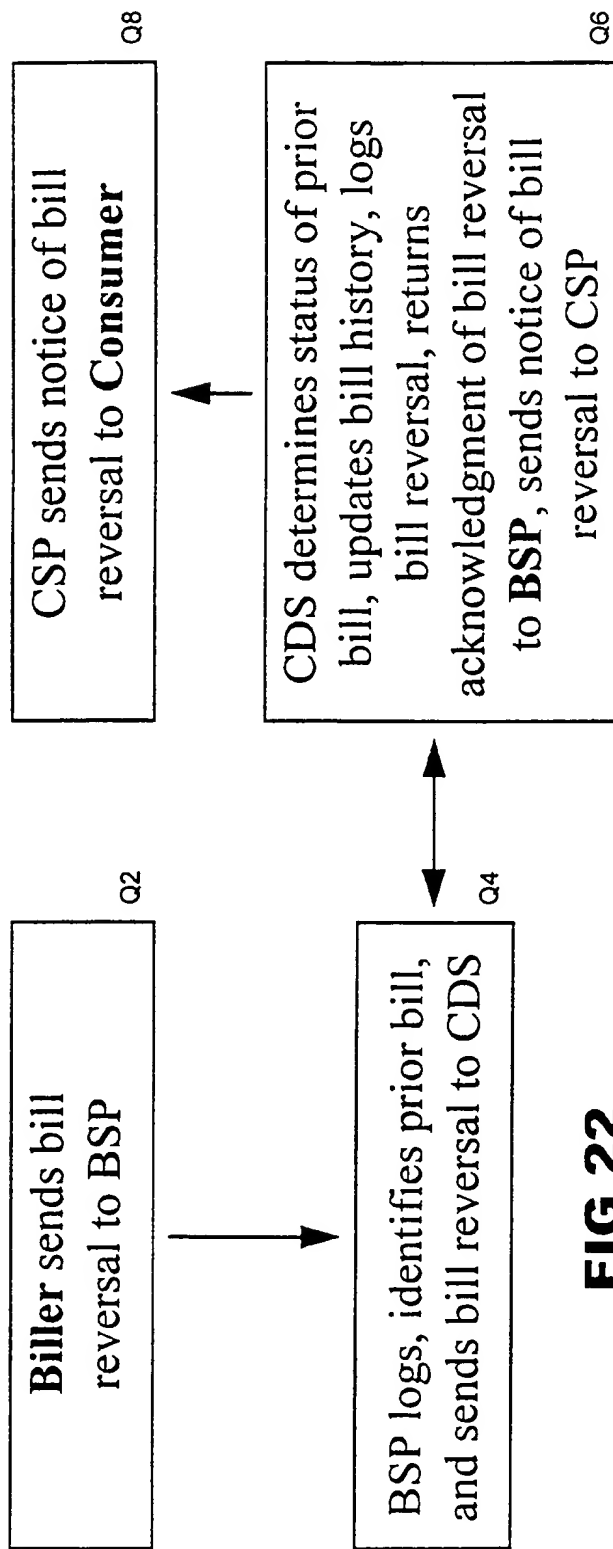 Biller sends bill
reversal to BSP
Q2
BSP logs, identifies prior bill,
and sends bill reversal to CDS
Q4
CDS determines status of prior
bill, updates bill history, logs
bill reversal, returns
acknowledgment of bill reversal
to BSP, sends notice of bill
reversal to CSP
Q6
CSP sends notice of bill
reversal to Consumer
Q8
FIG 22